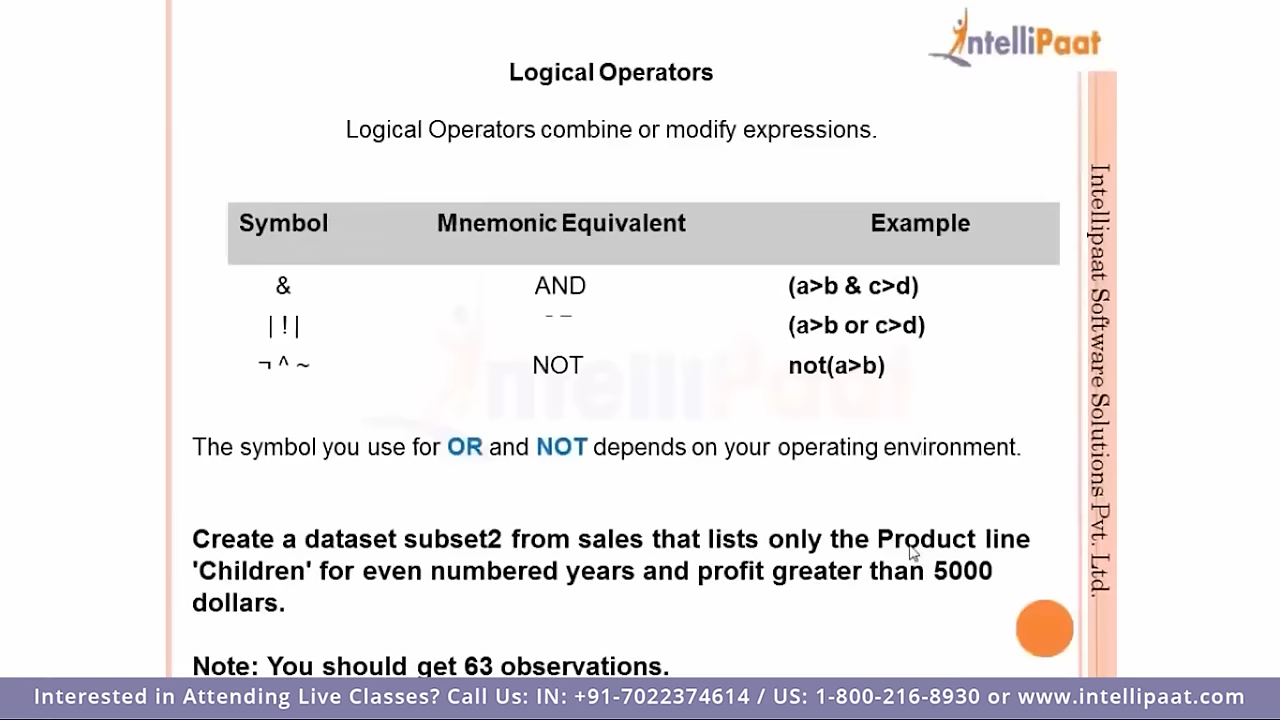 IntelliPaat
Logical Operators
Logical Operators combine or modify expressions.
Symbol Mnemonic Equivalent Example
& AND (a>b & c>d)
| ! | (a>b or c>d)
¬ ^ ~ NOT not(a>b)
IntelliPaat
The symbol you use for OR and NOT depends on your operating environment.
Create a dataset subset2 from sales that lists only the Product line
'Children' for even numbered years and profit greater than 5000
dollars.
Note: You should get 63 observations.
Intellipaat Software Solutions Pvt. Ltd.
Interested in Attending Live Classes? Call Us: IN: +91-7022374614 / US: 1-800-216-8930 or www.intellipaat.com